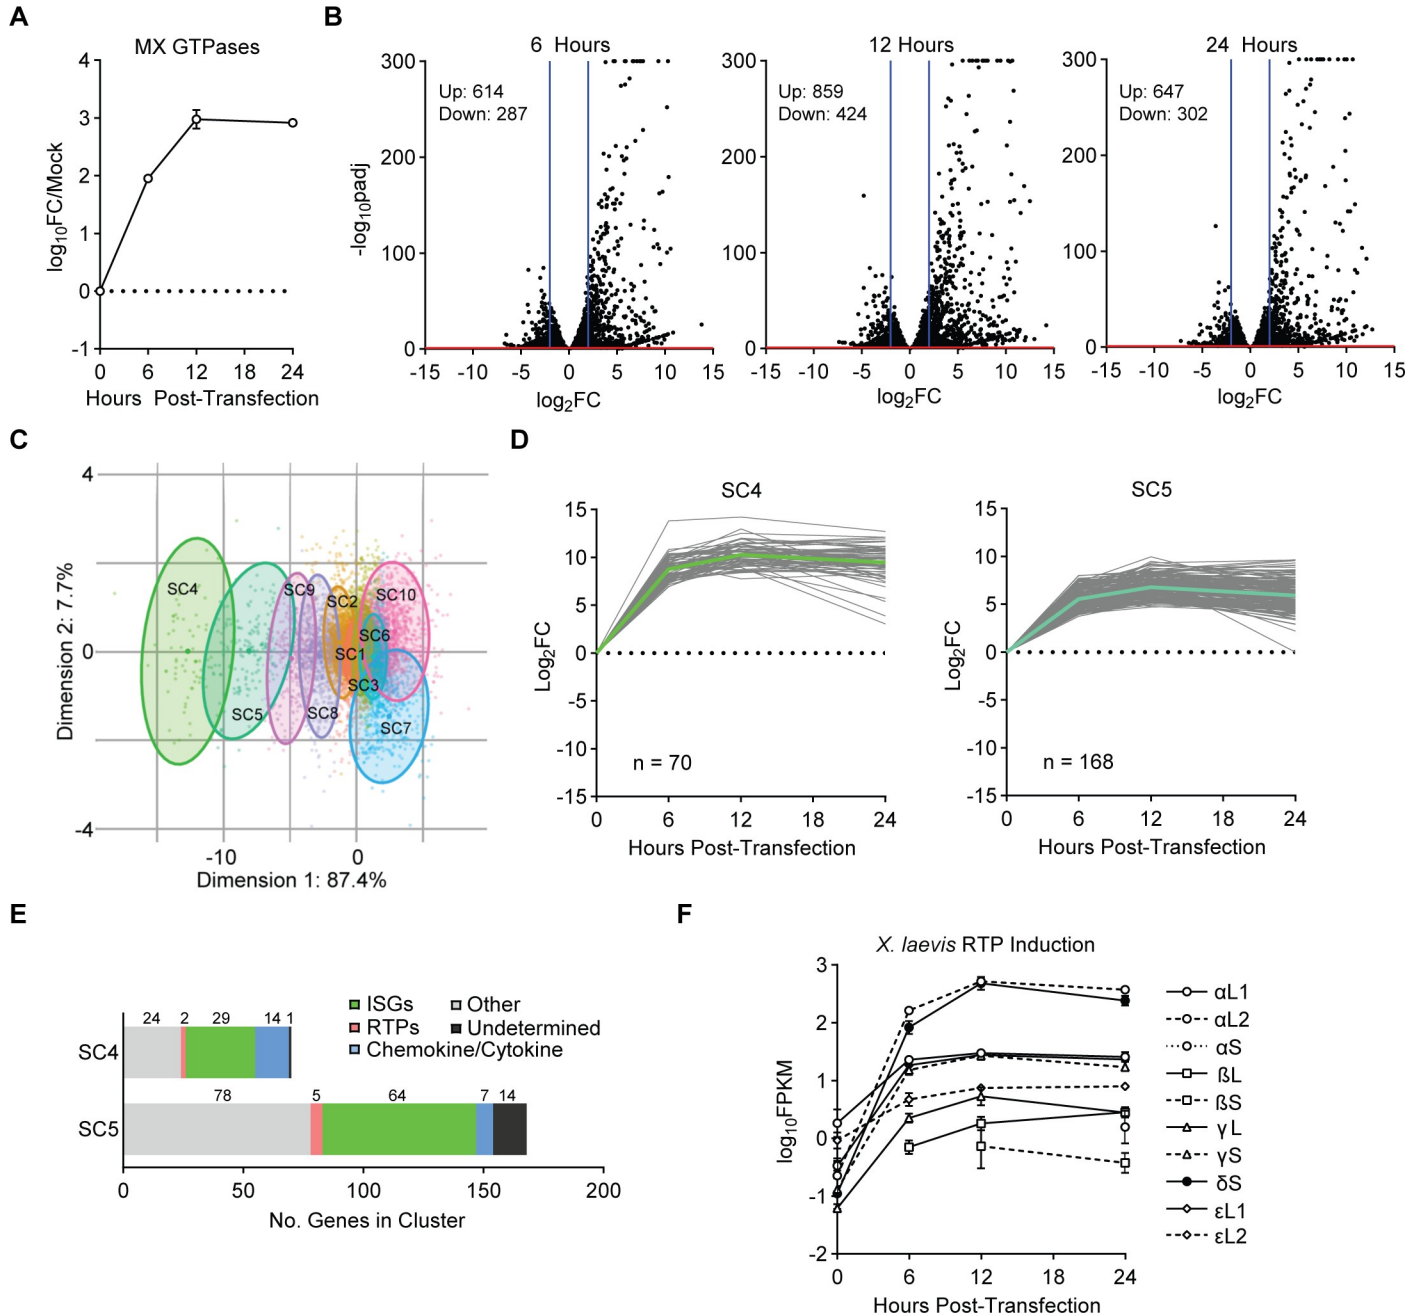 A
MX GTPases
log10FC/Mock
4
3
2
1
0
-1
0 6 12 24
Hours Post-Transfection
B
6 Hours
Up: 614
Down: 287
-log10padj
300
200
100
0
-15 -10 -5 0 5 10 15
log2FC
12 Hours
Up: 859
Down: 424
300
200
100
0
-15 -10 -5 0 5 10 15
log2FC
24 Hours
Up: 647
Down: 302
300
200
100
0
-15 -10 -5 0 5 10 15
log2FC
C
Dimension 2: 7.7%
4
0
-4
SC4
SC5
SC9
SC8
SC2
SC10
SC6
SC1
SC3
SC7
-10 0
Dimension 1: 87.4%
D
SC4
Log2FC
15
10
5
0
-5
-10
-15
n = 70
0 6 12 18 24
Hours Post-Transfection
SC5
Log2FC
15
10
5
0
-5
-10
-15
n = 168
0 6 12 18 24
Hours Post-Transfection
E
ISGs
RTPs
Chemokine/Cytokine
Other
Undetermined
24 2 29 14 1
SC4
78 5 64 7 14
SC5
0 50 100 150 200
No. Genes in Cluster
F
X. laevis RTP Induction
log10FPKM
3
2
1
0
-1
-2
0 6 12 18 24
Hours Post-Transfection
αL1
αL2
αS
ßL
ßS
γL
γS
δS
εL1
εL2